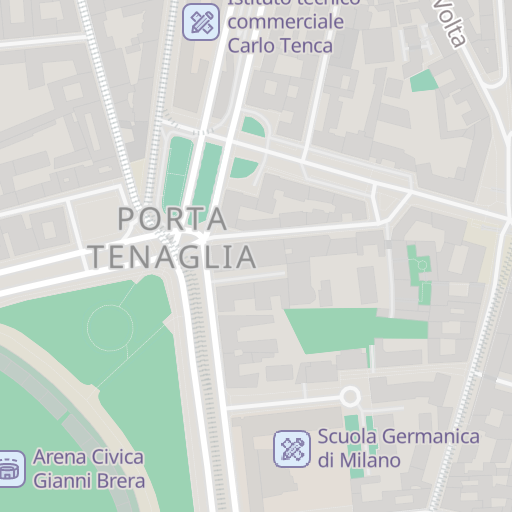 Istituto tecnico
commerciale
Carlo Tenca
Volta
PORTA
TENAGLIA
Scuola Germanica
di Milano
Arena Civica
Gianni Brera